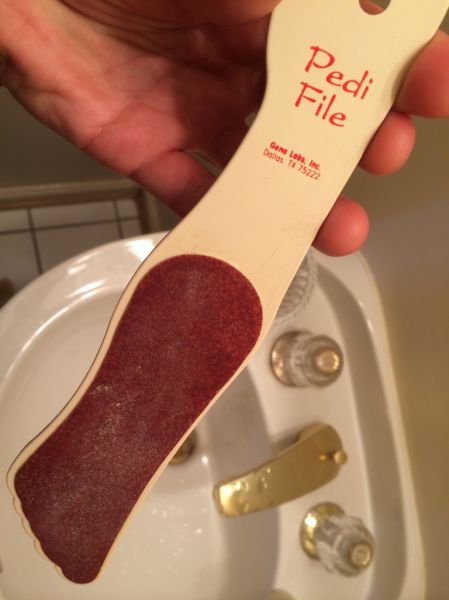 Pedi
File
Gena Labs, Inc.
Dallas, TX 75222